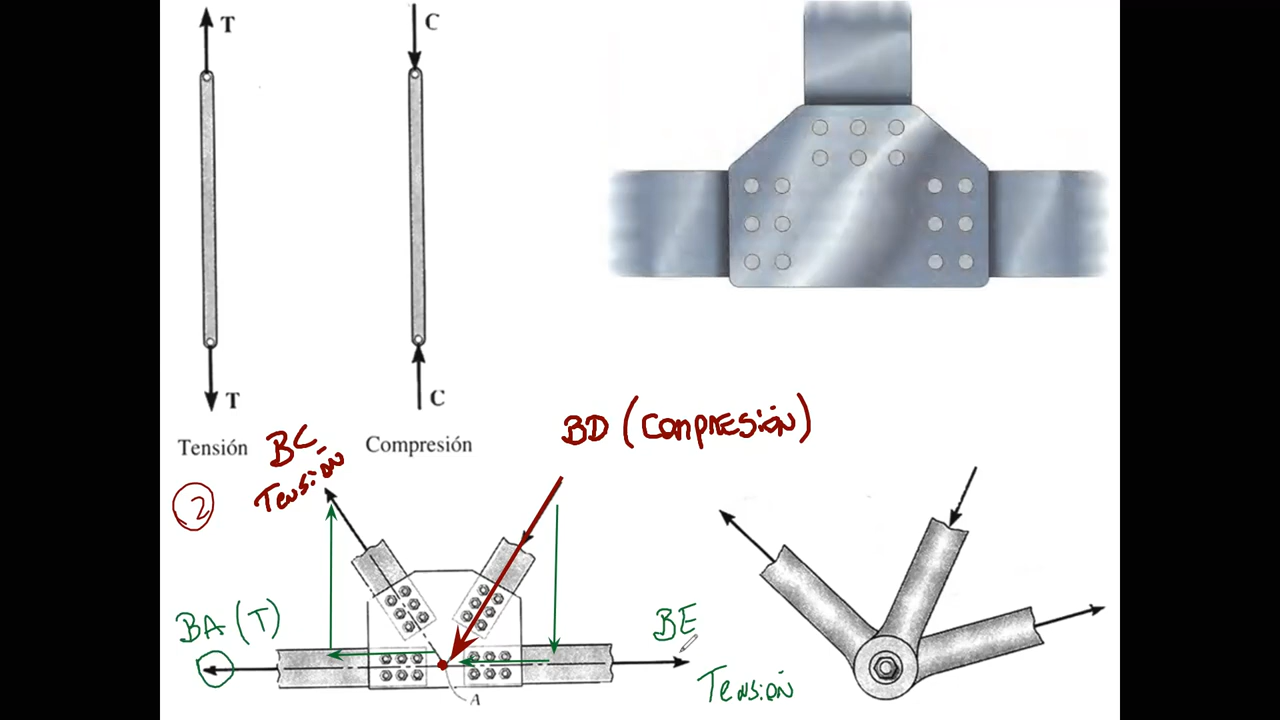 T
C
T
C
Tensión
Compresión
BC
Tensión
BD (Compresión)
2
BA (T)
BE
Tensión
A